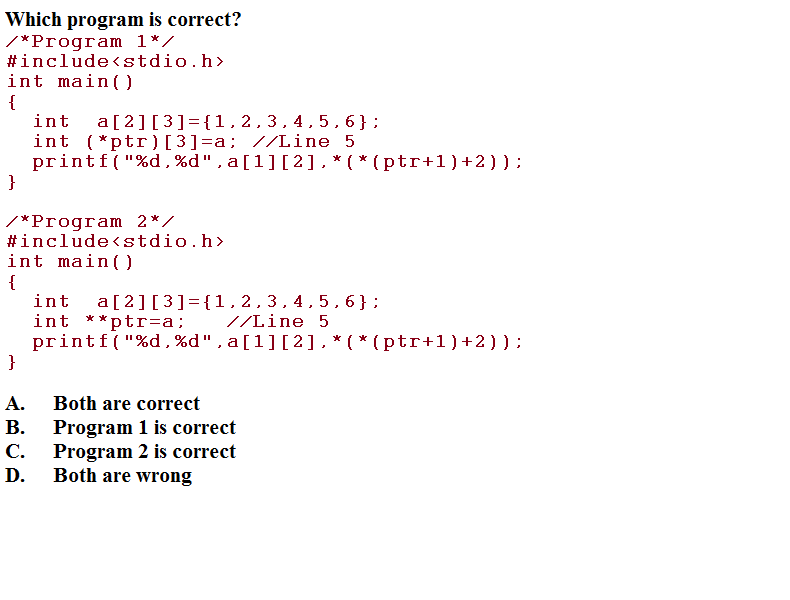 Which program is correct?
/*Program 1*/
#include<stdio.h>
int main()
{
  int  a[2][3]={1,2,3,4,5,6};
  int (*ptr)[3]=a; //Line 5
  printf("%d,%d",a[1][2],*(*(ptr+1)+2));
}
/*Program 2*/
#include<stdio.h>
int main()
{
  int  a[2][3]={1,2,3,4,5,6};
  int **ptr=a;   //Line 5
  printf("%d,%d",a[1][2],*(*(ptr+1)+2));
}
A. Both are correct
B. Program 1 is correct
C. Program 2 is correct
D. Both are wrong